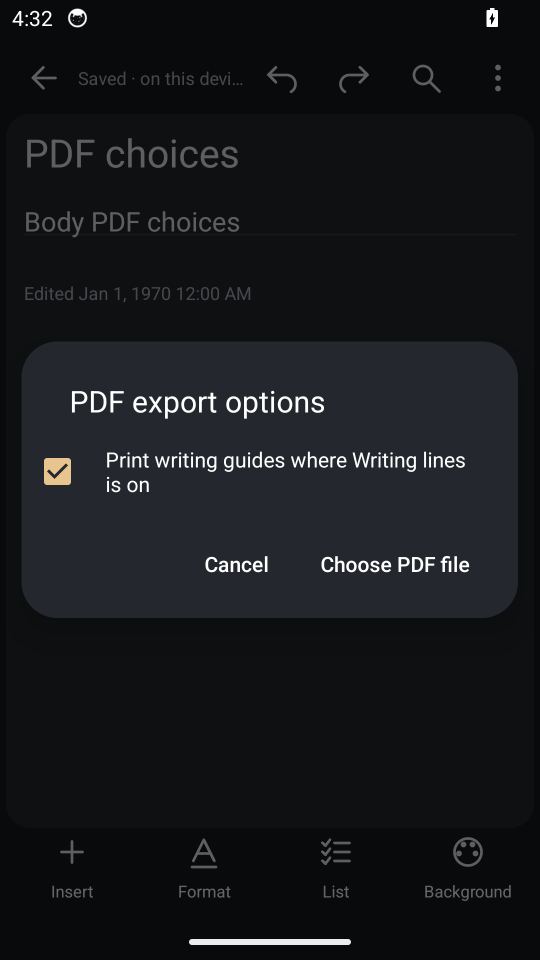 4:32
Saved · on this devi…
PDF choices
Body PDF choices
Edited Jan 1, 1970 12:00 AM
PDF export options
Print writing guides where Writing lines
is on
Cancel Choose PDF file
Insert Format List Background